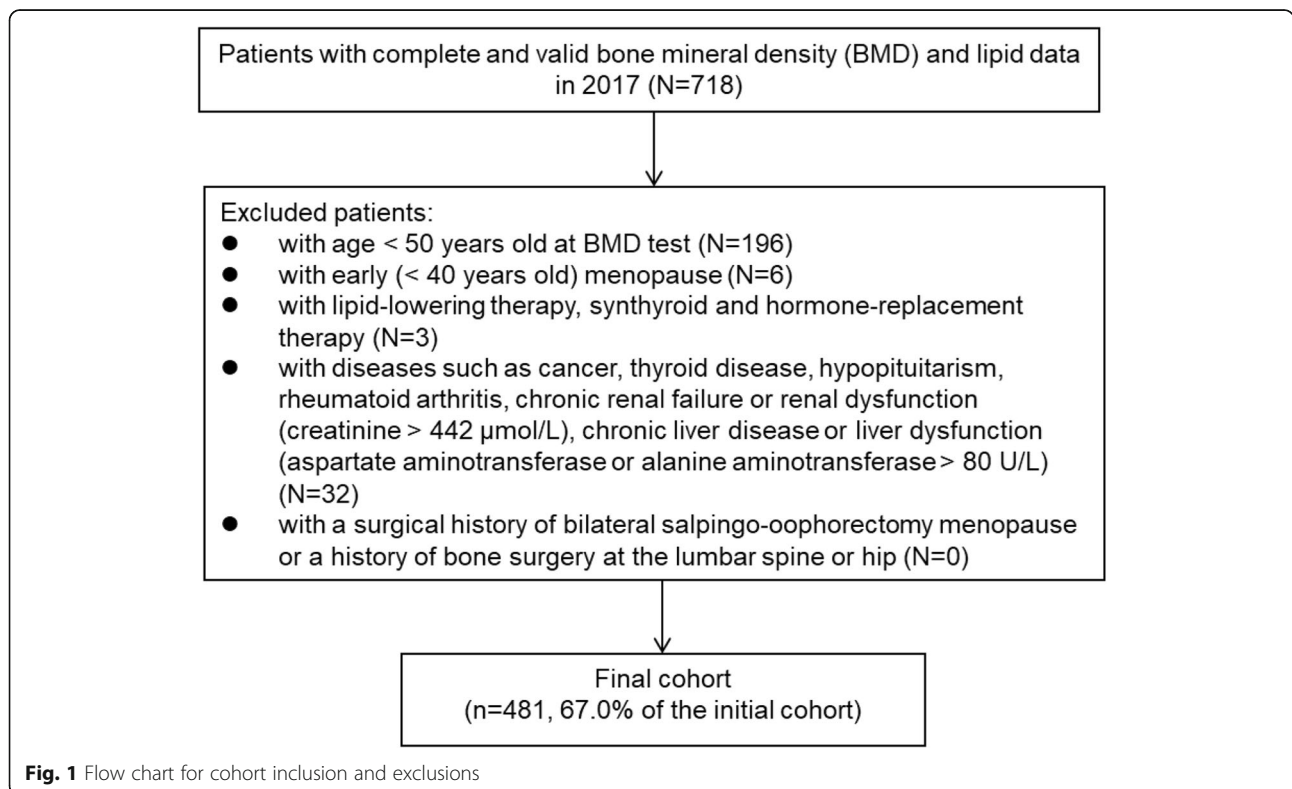 Patients with complete and valid bone mineral density (BMD) and lipid data
in 2017 (N=718)
Excluded patients:
● with age < 50 years old at BMD test (N=196)
● with early (< 40 years old) menopause (N=6)
● with lipid-lowering therapy, synthyroid and hormone-replacement
therapy (N=3)
● with diseases such as cancer, thyroid disease, hypopituitarism,
rheumatoid arthritis, chronic renal failure or renal dysfunction
(creatinine > 442 μmol/L), chronic liver disease or liver dysfunction
(aspartate aminotransferase or alanine aminotransferase > 80 U/L)
(N=32)
● with a surgical history of bilateral salpingo-oophorectomy menopause
or a history of bone surgery at the lumbar spine or hip (N=0)
Final cohort
(n=481, 67.0% of the initial cohort)
Fig. 1 Flow chart for cohort inclusion and exclusions